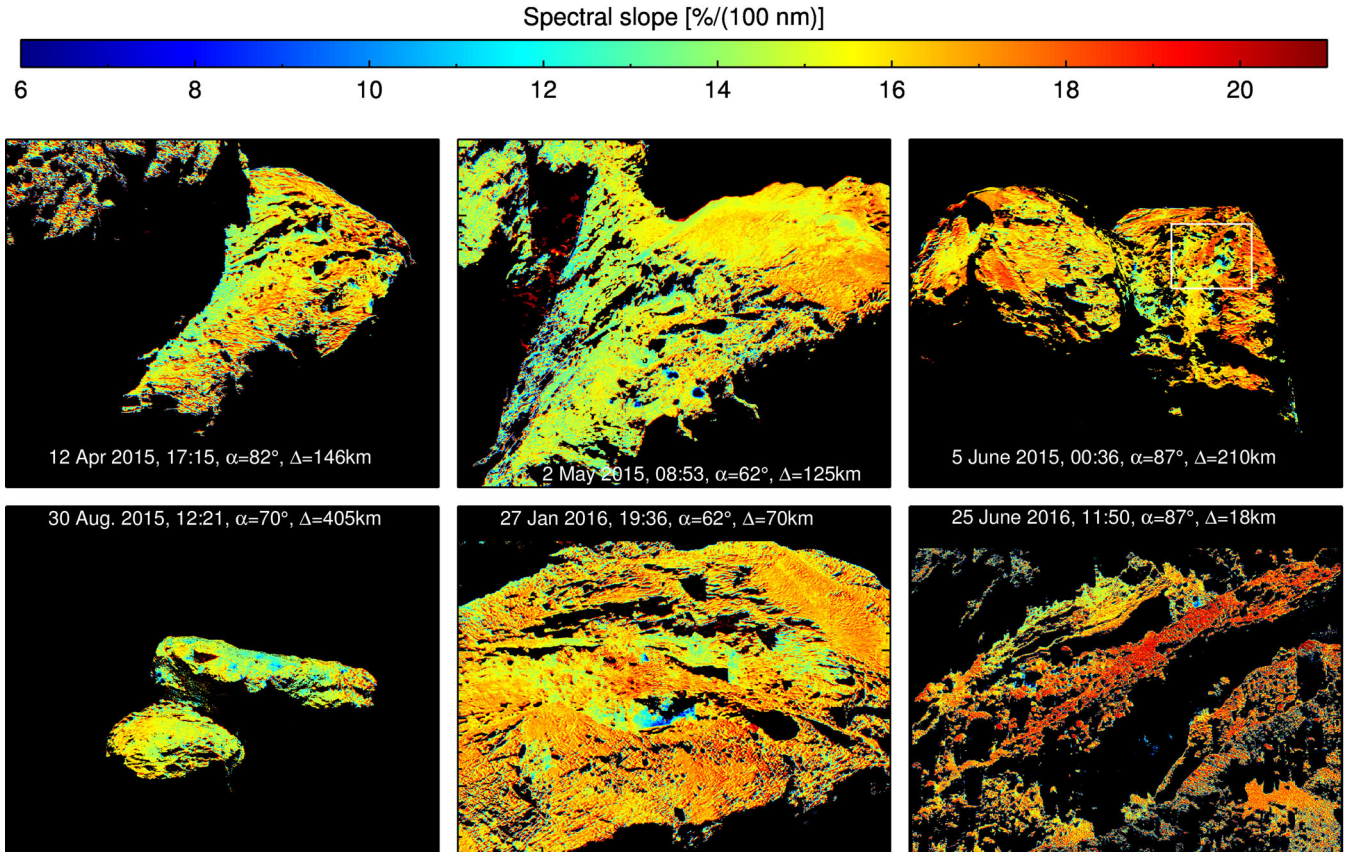 Spectral slope [%/(100 nm)]
6 8 10 12 14 16 18 20
12 Apr 2015, 17:15, α=82°, Δ=146km
2 May 2015, 08:53, α=62°, Δ=125km
5 June 2015, 00:36, α=87°, Δ=210km
30 Aug. 2015, 12:21, α=70°, Δ=405km
27 Jan 2016, 19:36, α=62°, Δ=70km
25 June 2016, 11:50, α=87°, Δ=18km